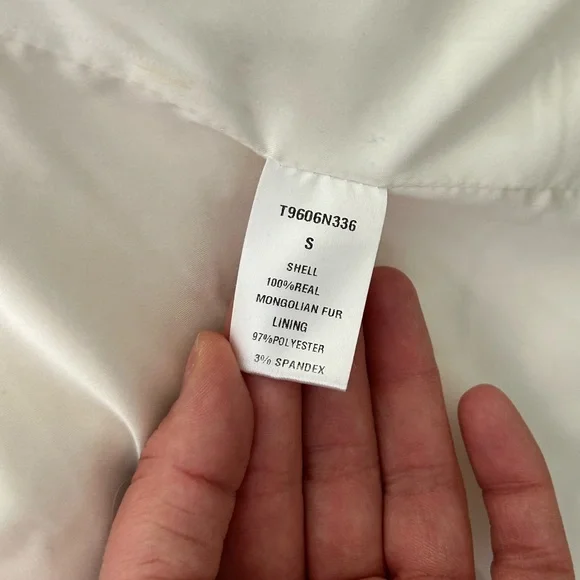 T9606N336
S
SHELL
100%REAL
MONGOLIAN FUR
LINING
97%POLYESTER
3% SPANDEX